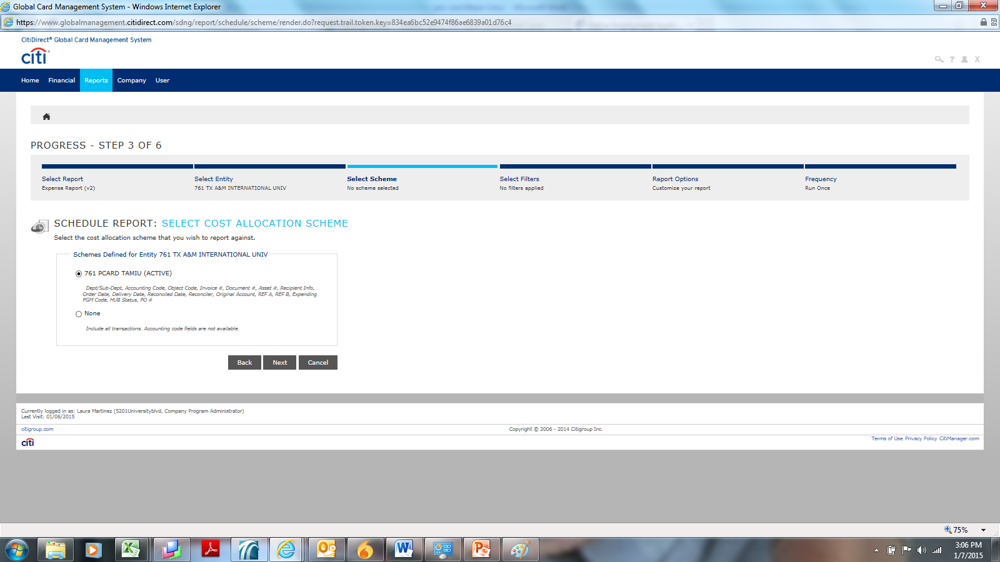 Global Card Management System - Windows Internet Explorer
https://www.globalmanagement.citidirect.com/sdng/report/schedule/scheme/render.do?request.trail.token.key=834ea6bc52e9474f86ae6839a01d76c4
CitiDirect® Global Card Management System
citi
Home Financial Reports Company User
PROGRESS - STEP 3 OF 6
Select Report Select Entity Select Scheme Select Filters Report Options Frequency
Expense Report (v2) 761 TX A&M INTERNATIONAL UNIV No scheme selected No filters applied Customize your report Run Once
SCHEDULE REPORT: SELECT COST ALLOCATION SCHEME
Select the cost allocation scheme that you wish to report against.
Schemes Defined for Entity 761 TX A&M INTERNATIONAL UNIV
761 PCARD TAMIU (ACTIVE)
Dept/Sub-Dept, Accounting Code, Object Code, Invoice #, Document #, Asset #, Recipient Info,
Order Date, Delivery Date, Reconciled Date, Reconciler, Original Account, REF A, REF B, Expending
PGM Code, HUB Status, PO #
None
Include all transactions. Accounting code fields are not available.
Back Next Cancel
Currently logged in as: Laura Martinez (5201Universityblvd, Company Program Administrator)
Last Visit: 01/06/2015
citigroup.com Copyright © 2006 - 2014 Citigroup Inc.
citi Terms of Use Privacy Policy CitiManager.com
75%
3:06 PM
1/7/2015